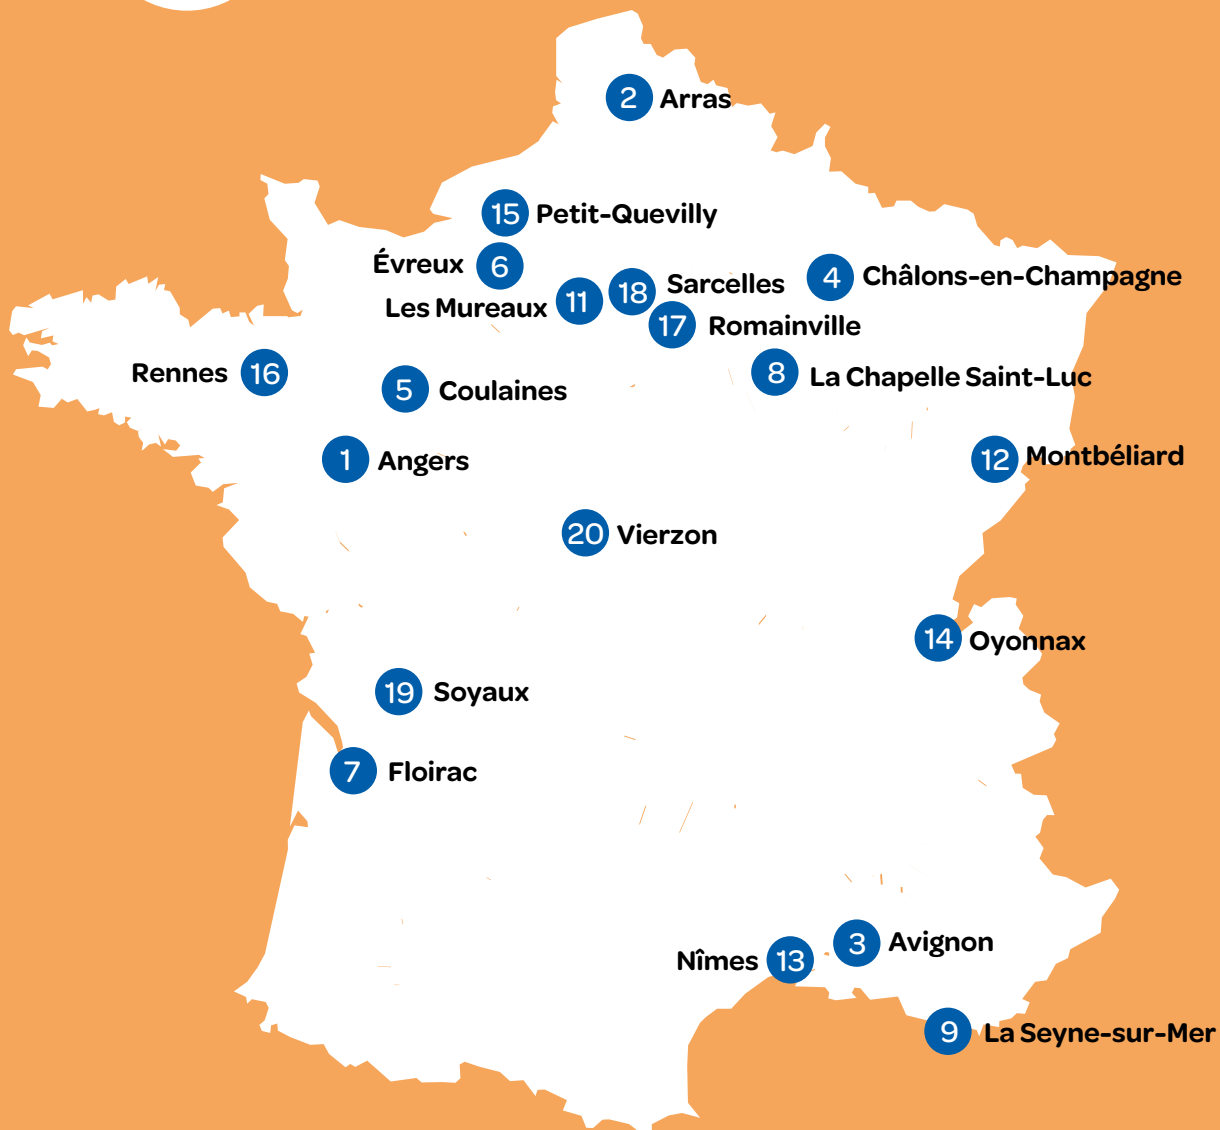 2 Arras
15 Petit-Quevilly
Évreux 6
4 Châlons-en-Champagne
18 Sarcelles
Les Mureaux 11
17 Romainville
Rennes 16
8 La Chapelle Saint-Luc
5 Coulaines
12 Montbéliard
1 Angers
20 Vierzon
14 Oyonnax
19 Soyaux
7 Floirac
3 Avignon
Nîmes 13
9 La Seyne-sur-Mer